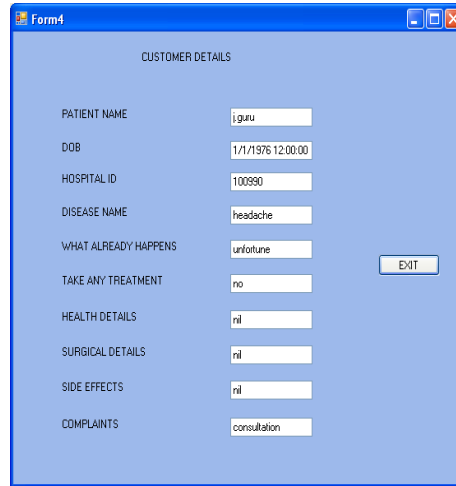 Form4
CUSTOMER DETAILS
PATIENT NAME j.guru
DOB 1/1/1976 12:00:00
HOSPITAL ID 100990
DISEASE NAME headache
WHAT ALREADY HAPPENS unfortune
EXIT
TAKE ANY TREATMENT no
HEALTH DETAILS nil
SURGICAL DETAILS nil
SIDE EFFECTS nil
COMPLAINTS consultation